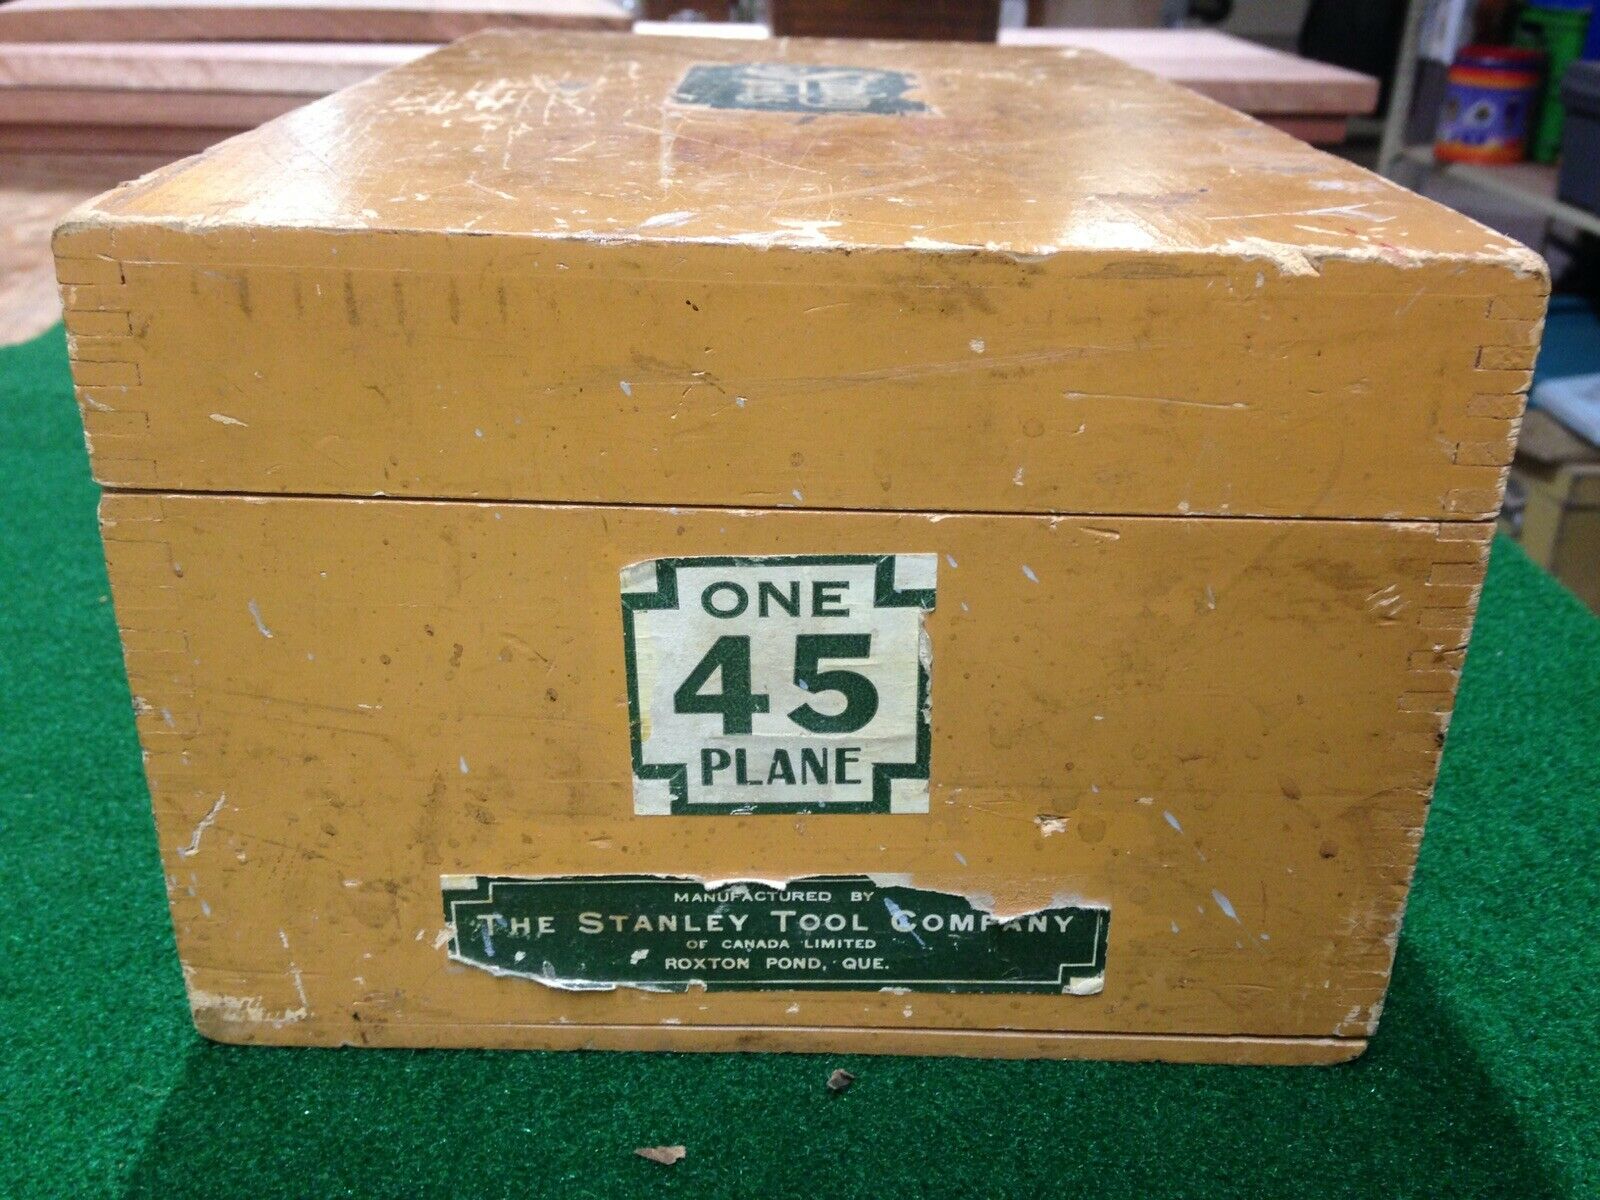 ONE
45
PLANE
MANUFACTURED BY
THE STANLEY TOOL COMPANY
OF CANADA LIMITED
ROXTON POND, QUE.